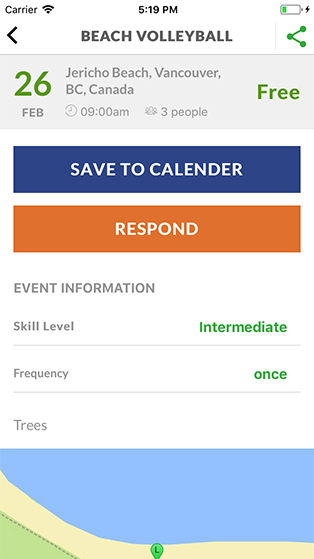 Carrier 5:19 PM
BEACH VOLLEYBALL
26
FEB
Jericho Beach, Vancouver,
BC, Canada
09:00am 3 people
Free
SAVE TO CALENDER
RESPOND
EVENT INFORMATION
Skill Level Intermediate
Frequency once
Trees
L